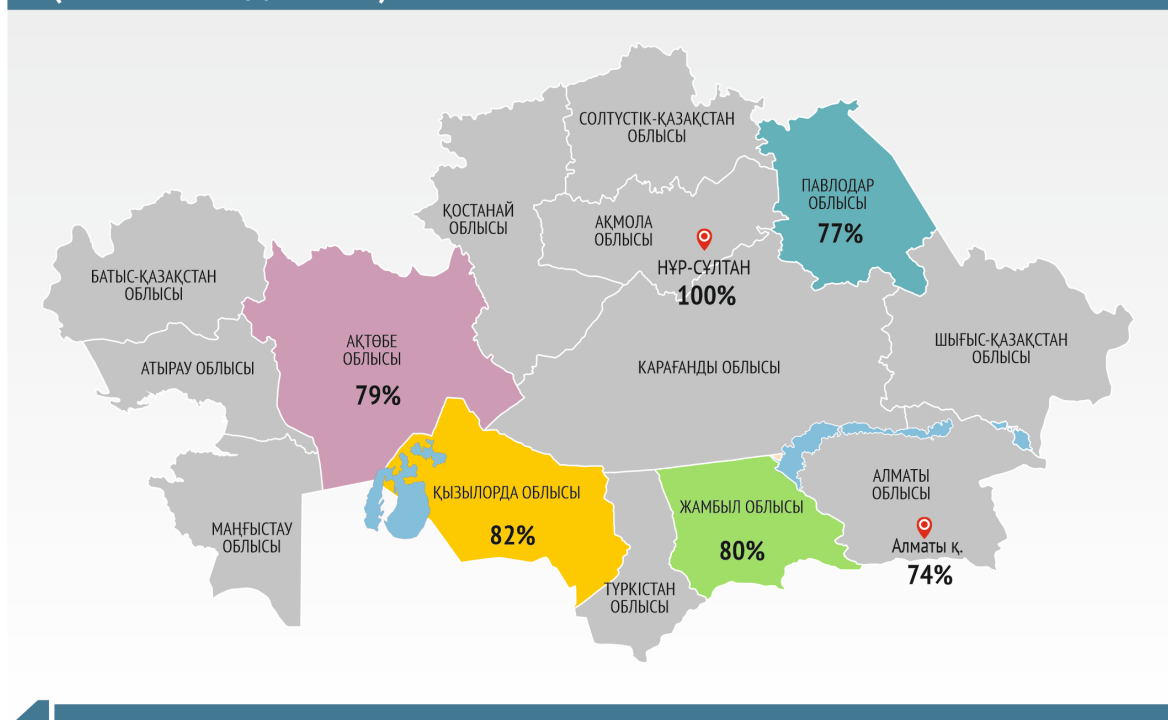 СОЛТҮСТІК-ҚАЗАҚСТАН
ОБЛЫСЫ
ПАВЛОДАР
ОБЛЫСЫ
77%
ҚОСТАНАЙ
ОБЛЫСЫ
АҚМОЛА
ОБЛЫСЫ
НҰР-СҰЛТАН
100%
БАТЫС-ҚАЗАҚСТАН
ОБЛЫСЫ
АҚТӨБЕ
ОБЛЫСЫ
79%
АТЫРАУ ОБЛЫСЫ
КАРАҒАНДЫ ОБЛЫСЫ
ШЫҒЫС-ҚАЗАҚСТАН
ОБЛЫСЫ
ҚЫЗЫЛОРДА ОБЛЫСЫ
82%
ЖАМБЫЛ ОБЛЫСЫ
80%
АЛМАТЫ
ОБЛЫСЫ
Алматы қ.
74%
МАҢҒЫСТАУ
ОБЛЫСЫ
ТҮРКІСТАН
ОБЛЫСЫ